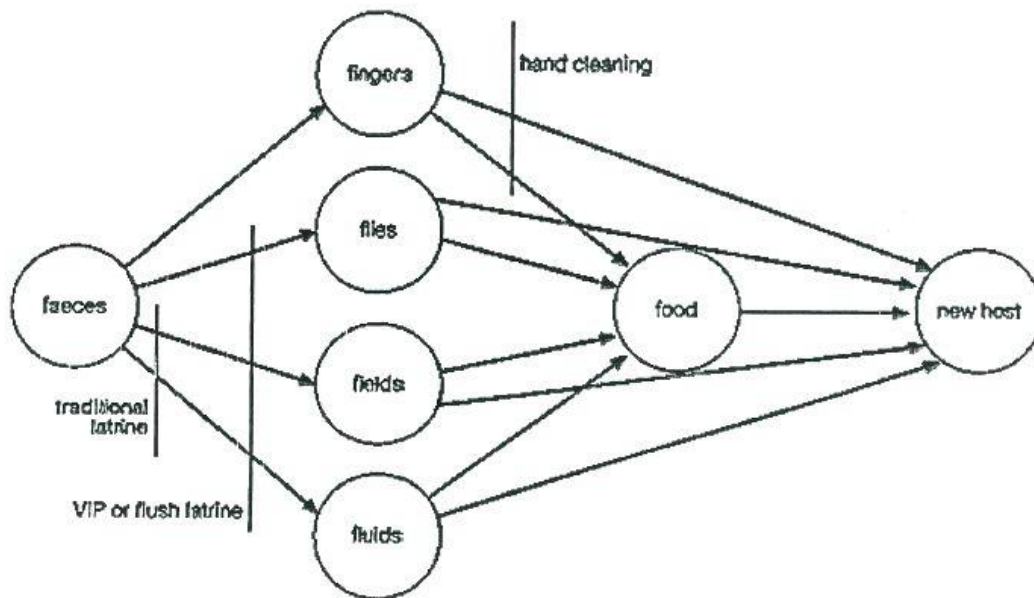 fingers
hand cleaning
flies
faeces
food
new host
fields
traditional
latrine
VIP or flush latrine
fluids